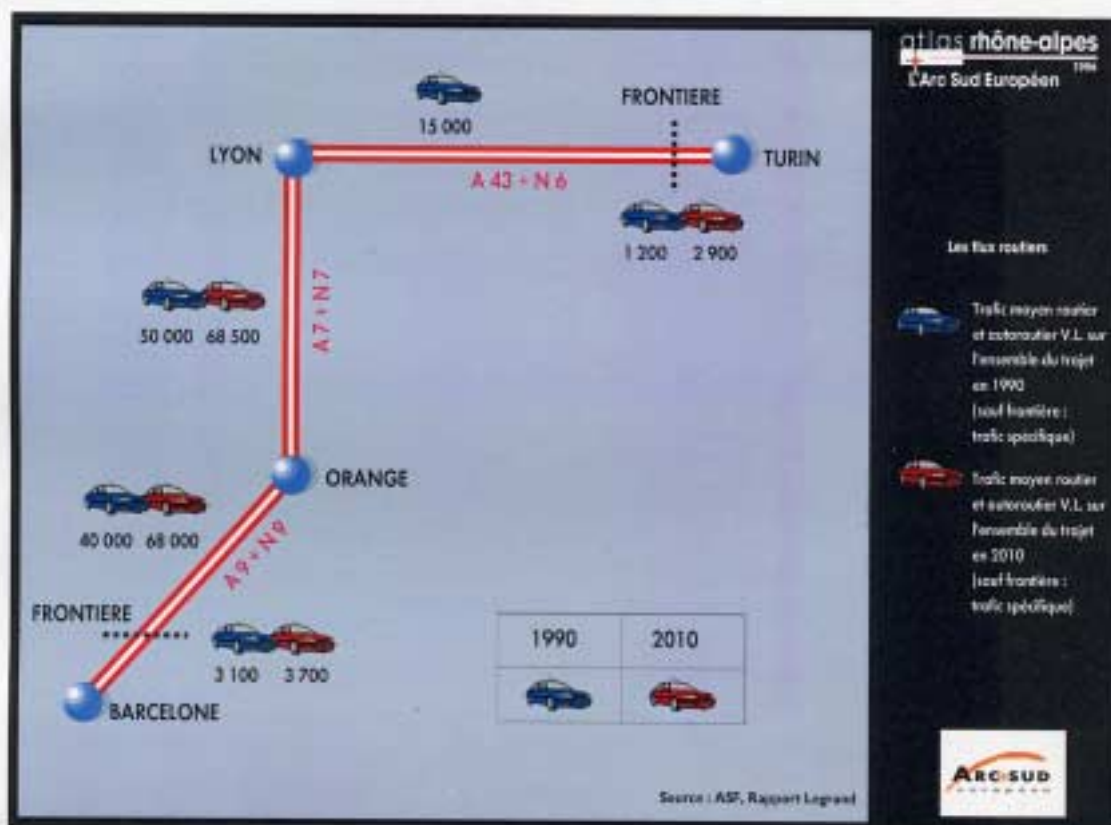 atlas rhône-alpes
1996
L'Arc Sud Européen
15 000
FRONTIERE
LYON
TURIN
A 43 + N 6
1 200 2 900
A 7 + N 7
50 000 68 500
ORANGE
40 000 68 000
A 9 + N 9
FRONTIERE
3 100 3 700
BARCELONE
1990 2010
Source : ASF, Rapport Legrand
Les flux routiers
Trafic moyen routier
et autoroutier V.L. sur
l'ensemble du trajet
en 1990
(sauf frontière :
trafic spécifique)
Trafic moyen routier
et autoroutier V.L. sur
l'ensemble du trajet
en 2010
(sauf frontière :
trafic spécifique)
ARC SUD
européen